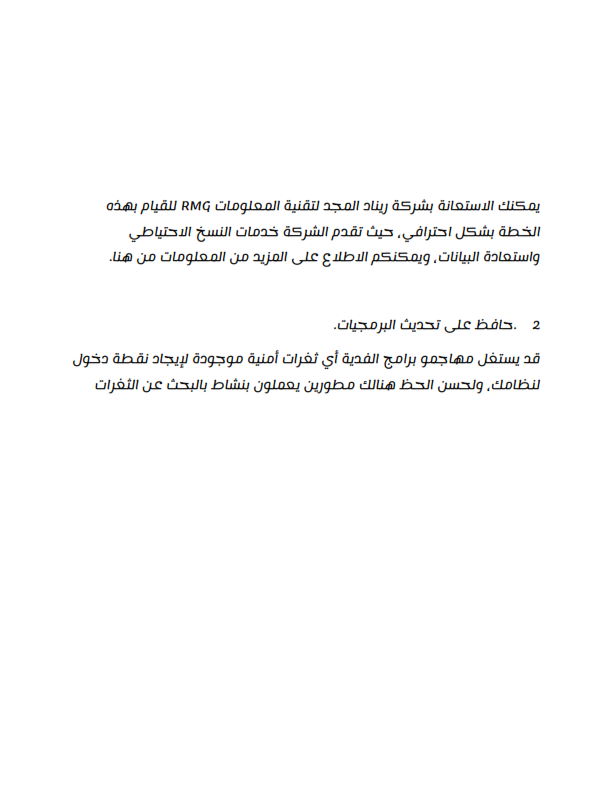 يمكنك الاستعانة بشركة ريناد المجد لتقنية المعلومات RMG للقيام بهذه
الخطة بشكل احترافي، حيث تقدم الشركة خدمات النسخ الاحتياطي
واستعادة البيانات، ويمكنكم الاطلاع على المزيد من المعلومات من هنا.
2 .حافظ على تحديث البرمجيات.
قد يستغل مهاجمو برامج الفدية أي ثغرات أمنية موجودة لإيجاد نقطة دخول
لنظامك، ولحسن الحظ هنالك مطورين يعملون بنشاط بالبحث عن الثغرات